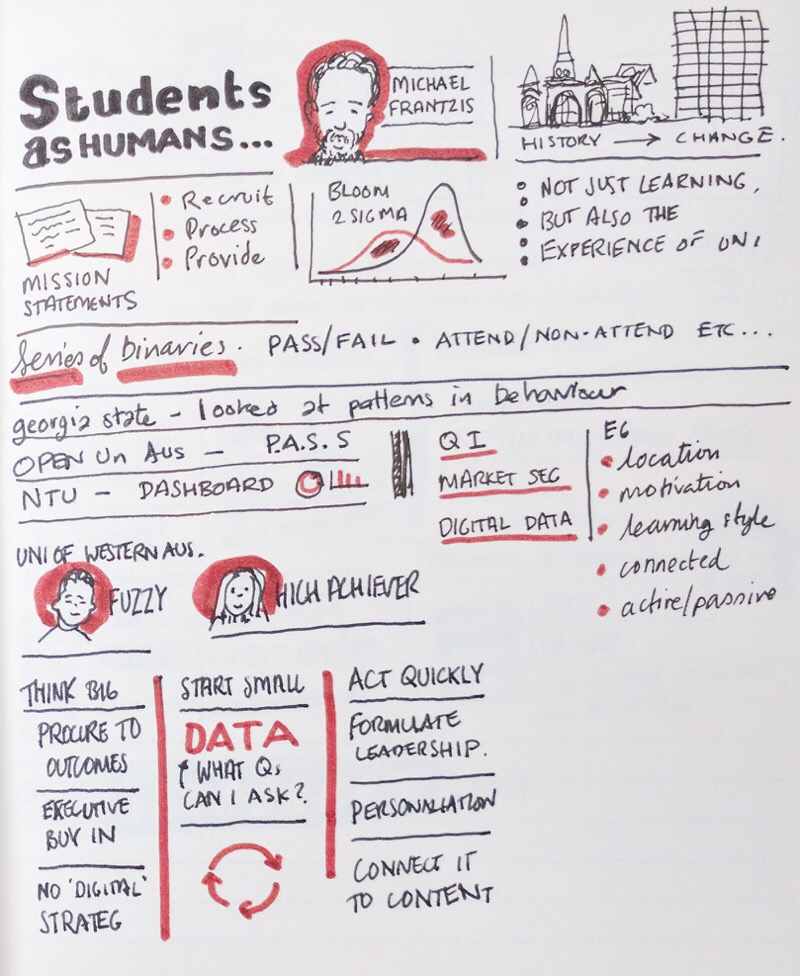 Students
as HUMANS...
MICHAEL
FRANTZIS
HISTORY → CHANGE.
MISSION
STATEMENTS
• Recruit
• Process
• Provide
BLOOM
2 SIGMA
• NOT JUST LEARNING,
• BUT ALSO THE
• EXPERIENCE OF UNI
Series of binaries. PASS/FAIL • ATTEND/NON-ATTEND ETC...
georgia state - looked at patterns in behaviour
OPEN Un AUS - P.A.S.S
NTU - DASHBOARD
QI
MARKET SEG
DIGITAL DATA
EG
• location
• motivation
• learning style
• connected
• active/passive
UNI OF WESTERN AUS.
FUZZY
HIGH ACHIEVER
THINK BIG
PROCURE TO
OUTCOMES
EXECUTIVE
BUY IN
NO 'DIGITAL'
STRATEG
START SMALL
DATA
↑ WHAT Qs
CAN I ASK?
ACT QUICKLY
FORMULATE
LEADERSHIP.
PERSONALIATION
CONNECT IT
TO CONTENT